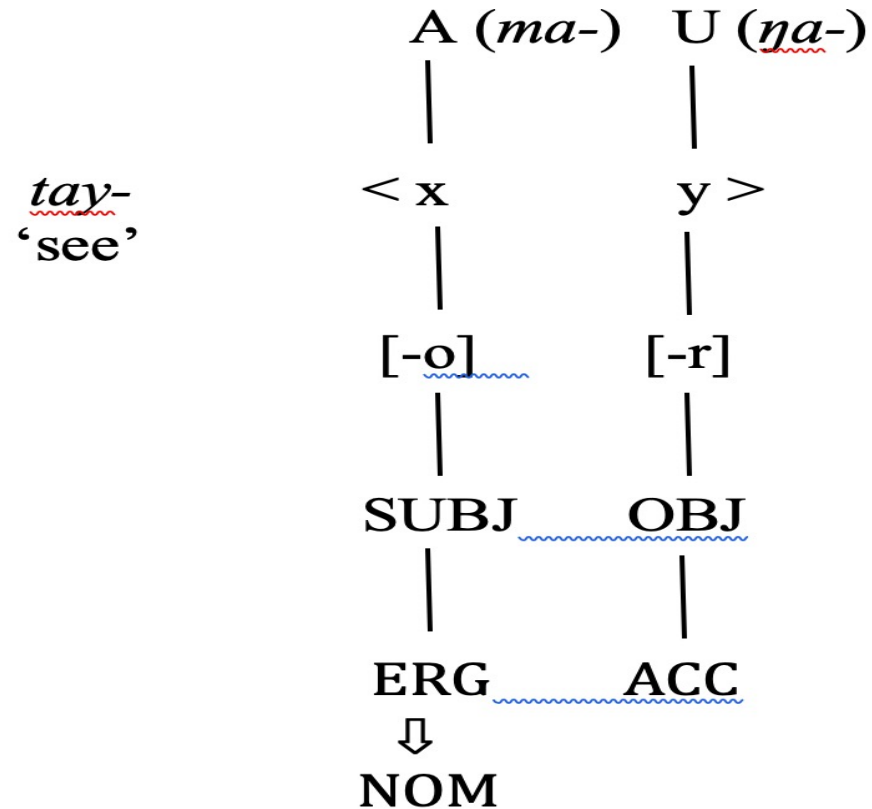 A (ma-) U (ŋa-)
tay- < x y >
‘see’
[-o] [-r]
SUBJ OBJ
ERG ACC
NOM